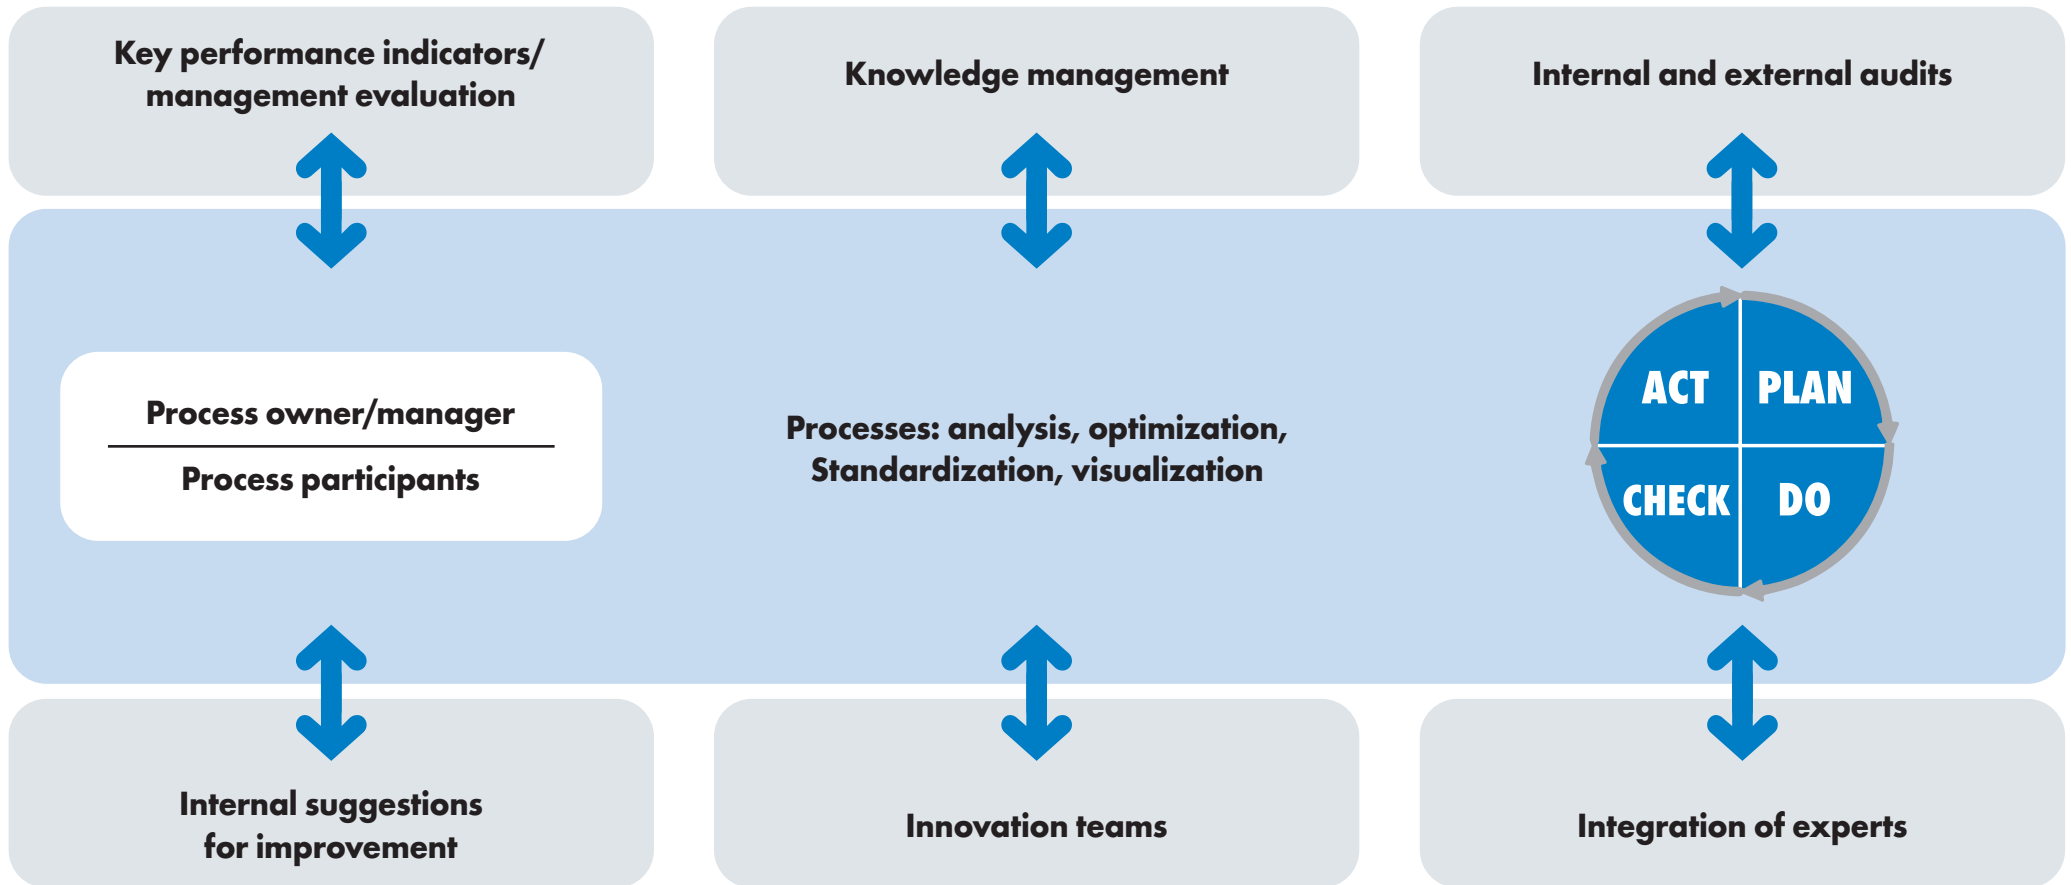 Key performance indicators/
management evaluation
Knowledge management
Internal and external audits
Process owner/manager
Process participants
Processes: analysis, optimization,
Standardization, visualization
ACT
PLAN
CHECK
DO
Internal suggestions
for improvement
Innovation teams
Integration of experts